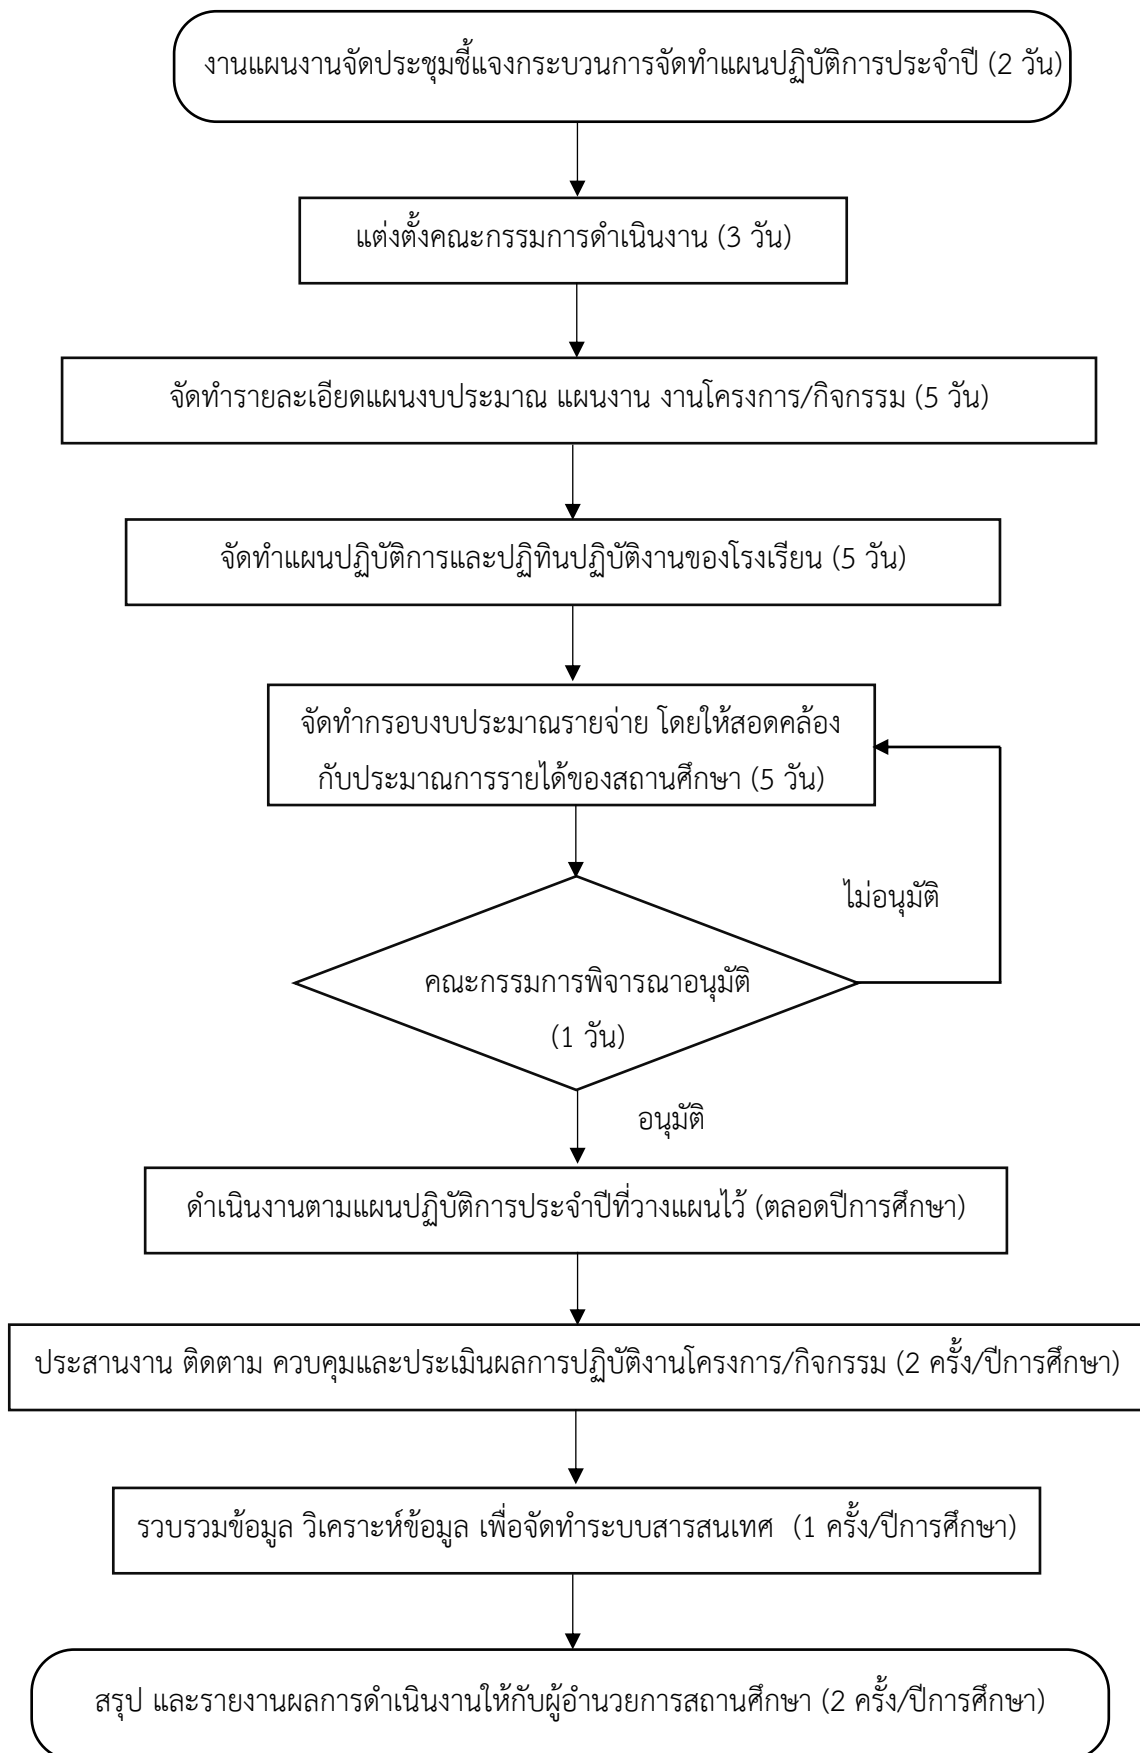 งานแผนงานจัดประชุมชี้แจงกระบวนการจัดทำแผนปฏิบัติการประจำปี (2 วัน)
แต่งตั้งคณะกรรมการดำเนินงาน (3 วัน)
จัดทำรายละเอียดแผนงบประมาณ แผนงาน งานโครงการ/กิจกรรม (5 วัน)
จัดทำแผนปฏิบัติการและปฏิทินปฏิบัติงานของโรงเรียน (5 วัน)
จัดทำกรอบงบประมาณรายจ่าย โดยให้สอดคล้อง
กับประมาณการรายได้ของสถานศึกษา (5 วัน)
ไม่อนุมัติ
คณะกรรมการพิจารณาอนุมัติ
(1 วัน)
อนุมัติ
ดำเนินงานตามแผนปฏิบัติการประจำปีที่วางแผนไว้ (ตลอดปีการศึกษา)
ประสานงาน ติดตาม ควบคุมและประเมินผลการปฏิบัติงานโครงการ/กิจกรรม (2 ครั้ง/ปีการศึกษา)
รวบรวมข้อมูล วิเคราะห์ข้อมูล เพื่อจัดทำระบบสารสนเทศ (1 ครั้ง/ปีการศึกษา)
สรุป และรายงานผลการดำเนินงานให้กับผู้อำนวยการสถานศึกษา (2 ครั้ง/ปีการศึกษา)